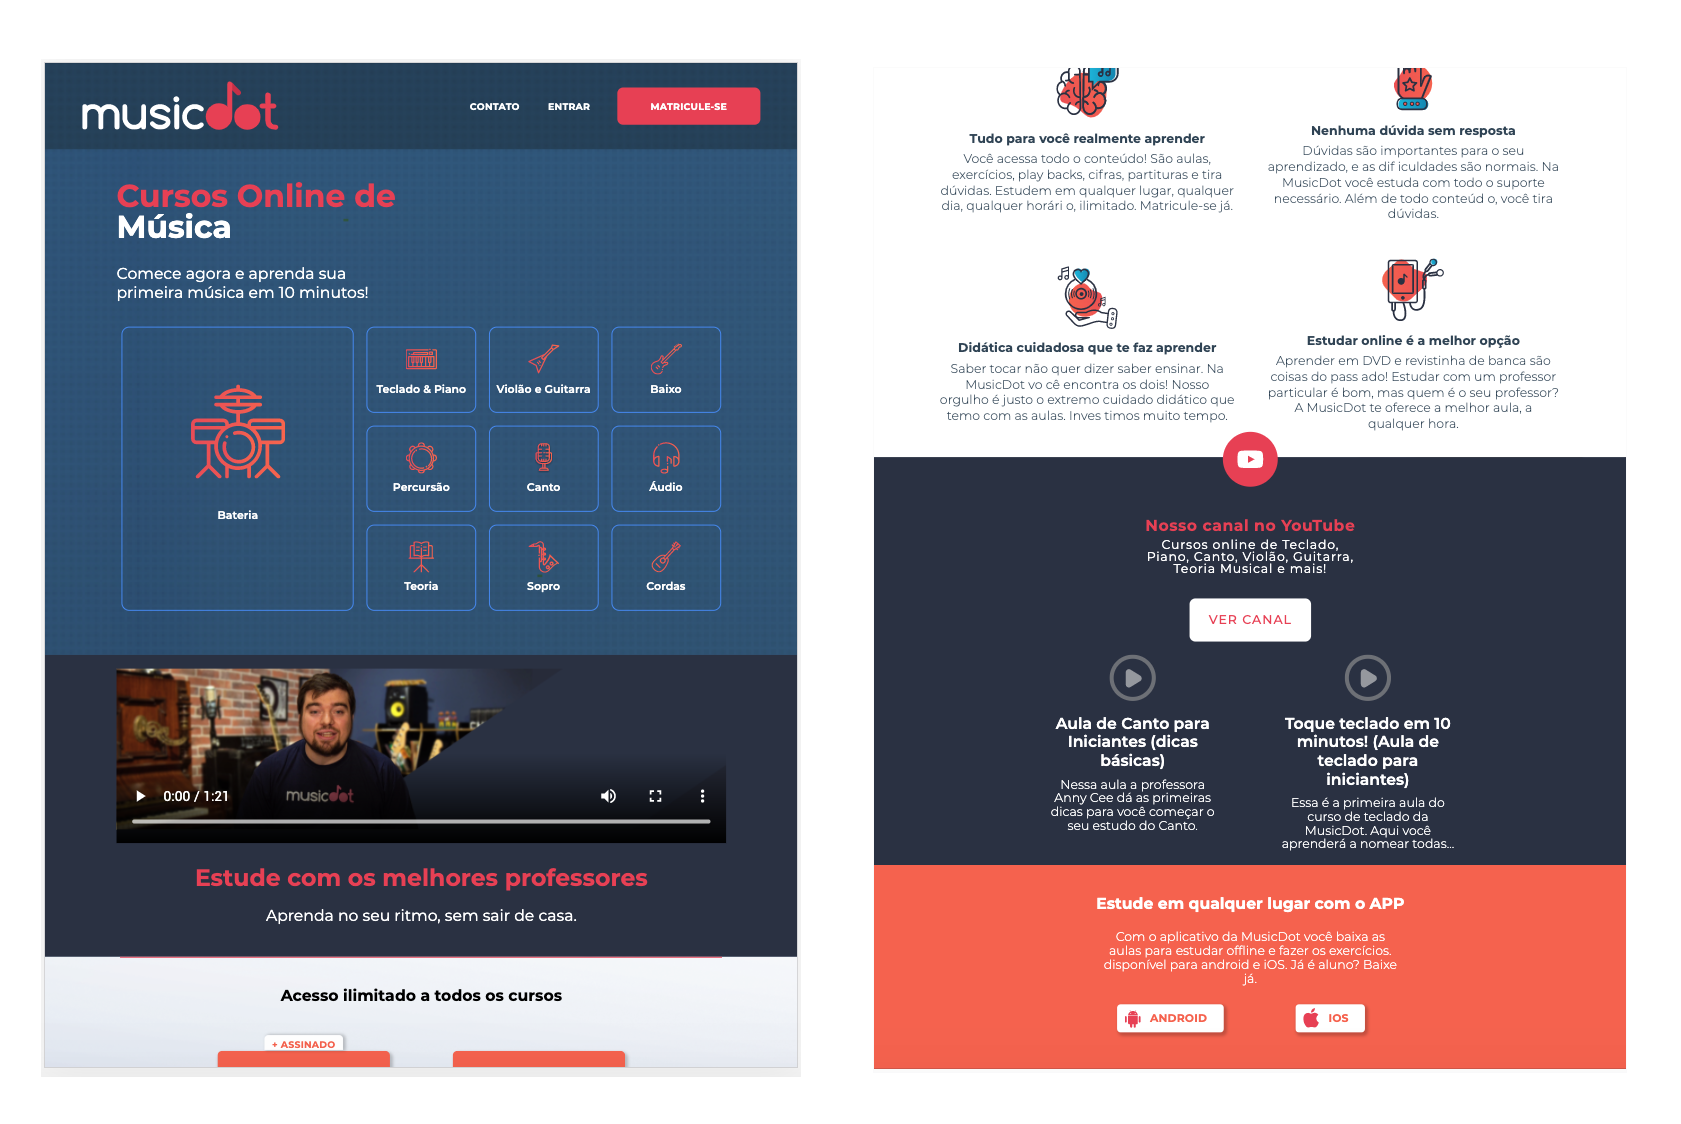 musicdot
CONTATO
ENTRAR
MATRICULE-SE
Cursos Online de
Música
Comece agora e aprenda sua
primeira música em 10 minutos!
Bateria
Teclado & Piano
Violão e Guitarra
Baixo
Percursão
Canto
Áudio
Teoria
Sopro
Cordas
0:00 / 1:21
musicdot
Estude com os melhores professores
Aprenda no seu ritmo, sem sair de casa.
Acesso ilimitado a todos os cursos
+ ASSINADO
Tudo para você realmente aprender
Você acessa todo o conteúdo! São aulas,
exercícios, play backs, cifras, partituras e tira
dúvidas. Estudem em qualquer lugar, qualquer
dia, qualquer horári o, ilimitado. Matricule-se já.
Nenhuma dúvida sem resposta
Dúvidas são importantes para o seu
aprendizado, e as dif iculdades são normais. Na
MusicDot você estuda com todo o suporte
necessário. Além de todo conteúd o, você tira
dúvidas.
Didática cuidadosa que te faz aprender
Saber tocar não quer dizer saber ensinar. Na
MusicDot vo cê encontra os dois! Nosso
orgulho é justo o extremo cuidado didático que
temo com as aulas. Inves timos muito tempo.
Estudar online é a melhor opção
Aprender em DVD e revistinha de banca são
coisas do pass ado! Estudar com um professor
particular é bom, mas quem é o seu professor?
A MusicDot te oferece a melhor aula, a
qualquer hora.
Nosso canal no YouTube
Cursos online de Teclado,
Piano, Canto, Violão, Guitarra,
Teoria Musical e mais!
VER CANAL
Aula de Canto para
Iniciantes (dicas
básicas)
Nessa aula a professora
Anny Cee dá as primeiras
dicas para você começar o
seu estudo do Canto.
Toque teclado em 10
minutos! (Aula de
teclado para
iniciantes)
Essa é a primeira aula do
curso de teclado da
MusicDot. Aqui você
aprenderá a nomear todas...
Estude em qualquer lugar com o APP
Com o aplicativo da MusicDot você baixa as
aulas para estudar offline e fazer os exercícios.
disponível para android e iOS. Já é aluno? Baixe
já.
ANDROID
IOS